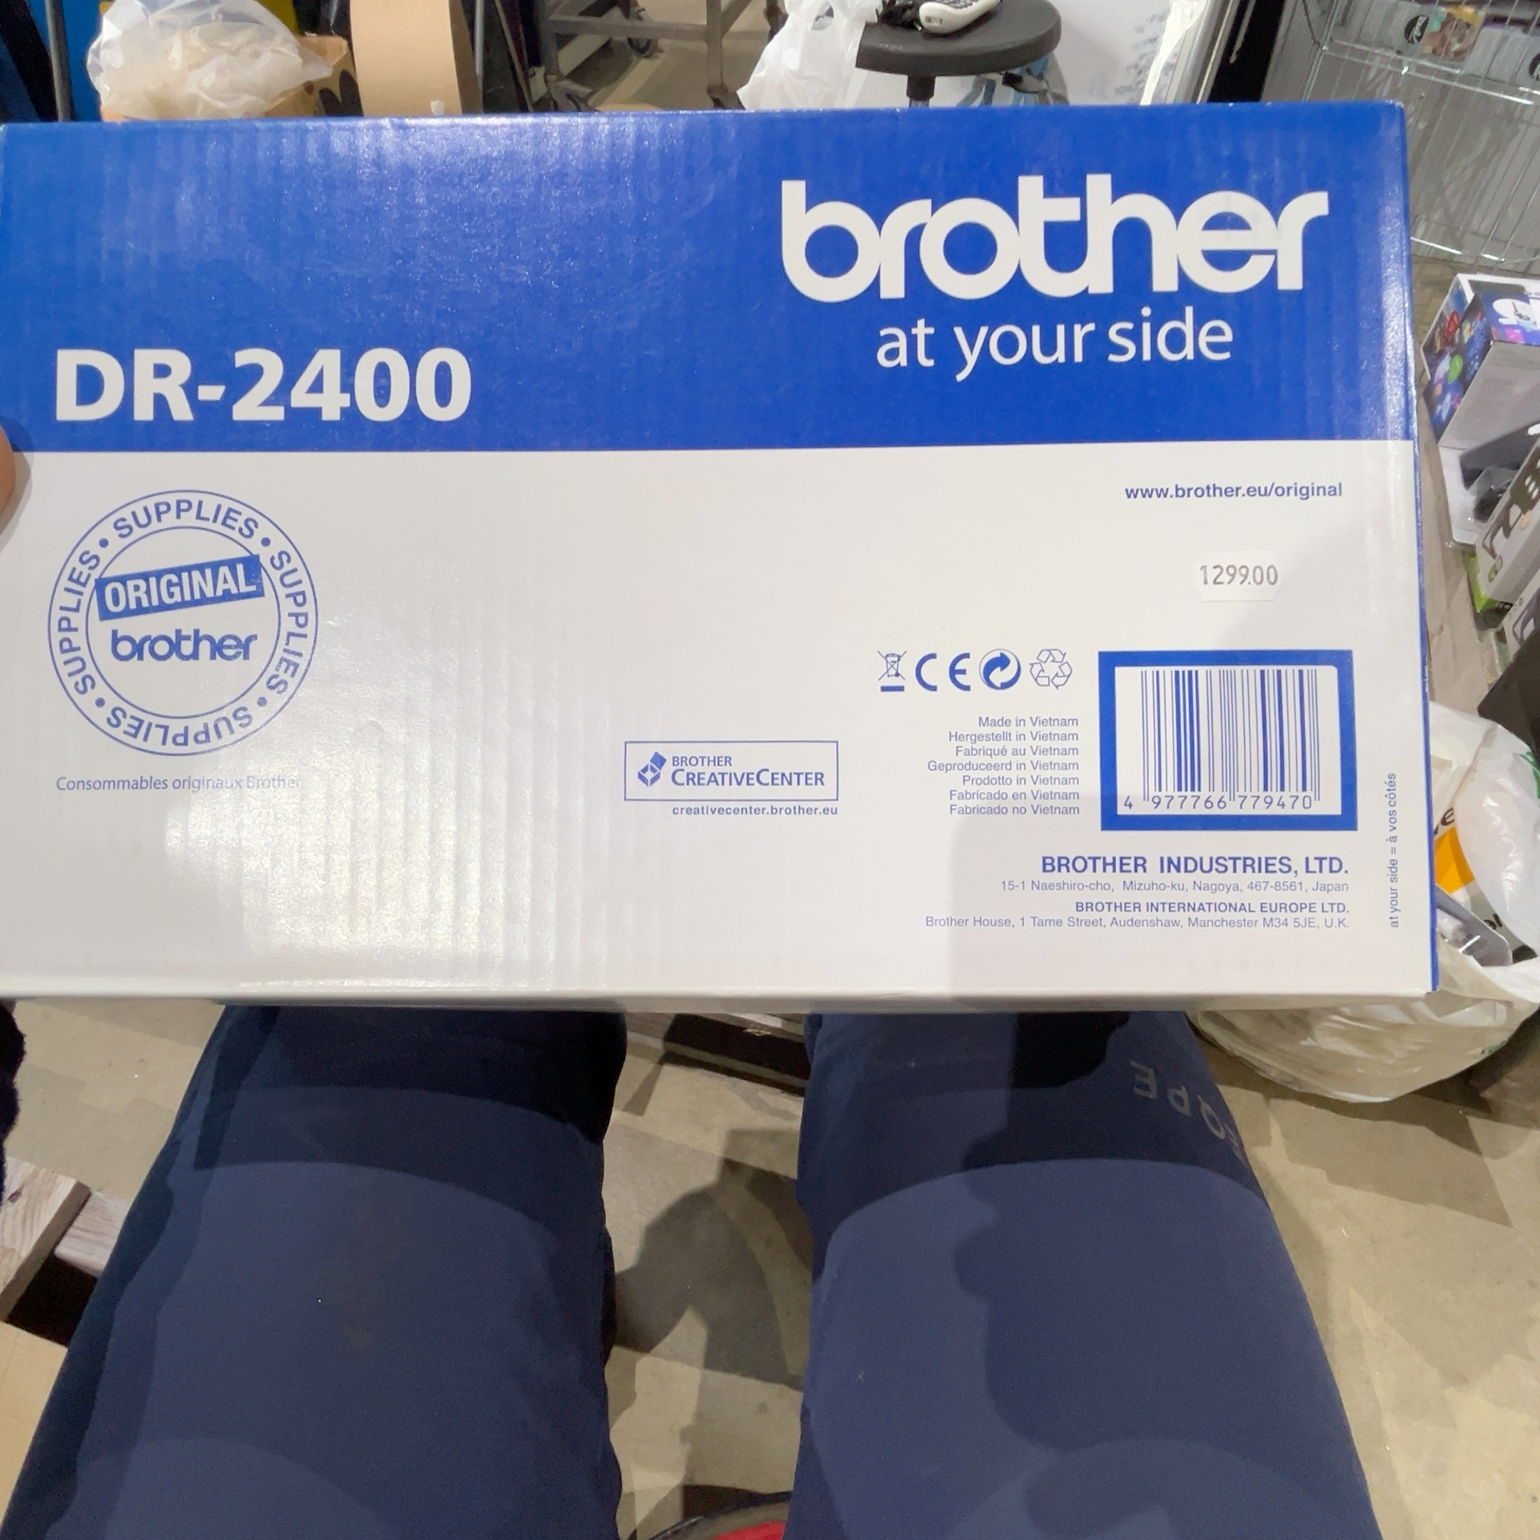 brother
at your side
DR-2400
www.brother.eu/original
1299.00
SUPPLIES • SUPPLIES • SUPPLIES • SUPPLIES •
ORIGINAL
brother
Consommables originaux Brother
BROTHER
CREATIVECENTER
creativecenter.brother.eu
CE
Made in Vietnam
Hergestellt in Vietnam
Fabriqué au Vietnam
Geproduceerd in Vietnam
Prodotto in Vietnam
Fabricado en Vietnam
Fabricado no Vietnam
4 977766 779470
BROTHER INDUSTRIES, LTD.
15-1 Naeshiro-cho, Mizuho-ku, Nagoya, 467-8561, Japan
BROTHER INTERNATIONAL EUROPE LTD.
Brother House, 1 Tame Street, Audenshaw, Manchester M34 5JE, U.K.
at your side = à vos côtés